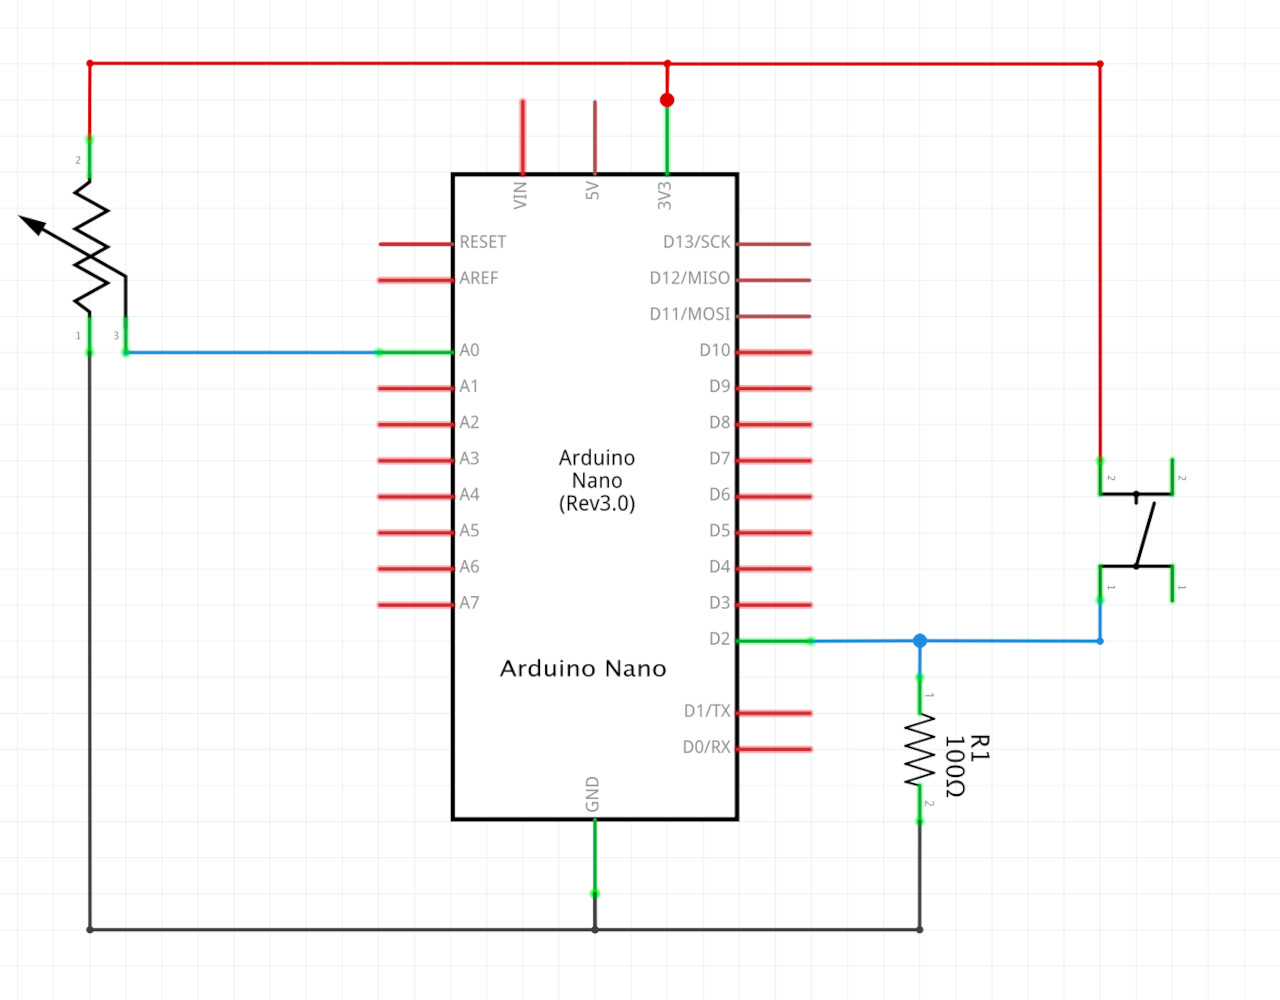 VIN
5V
3V3
2
RESET
D13/SCK
AREF
D12/MISO
D11/MOSI
1
3
A0
D10
A1
D9
A2
D8
A3
D7
A4
D6
A5
D5
A6
D4
A7
D3
D2
Arduino
Nano
(Rev3.0)
Arduino Nano
D1/TX
D0/RX
GND
2
2
1
1
1
R1
100Ω
2